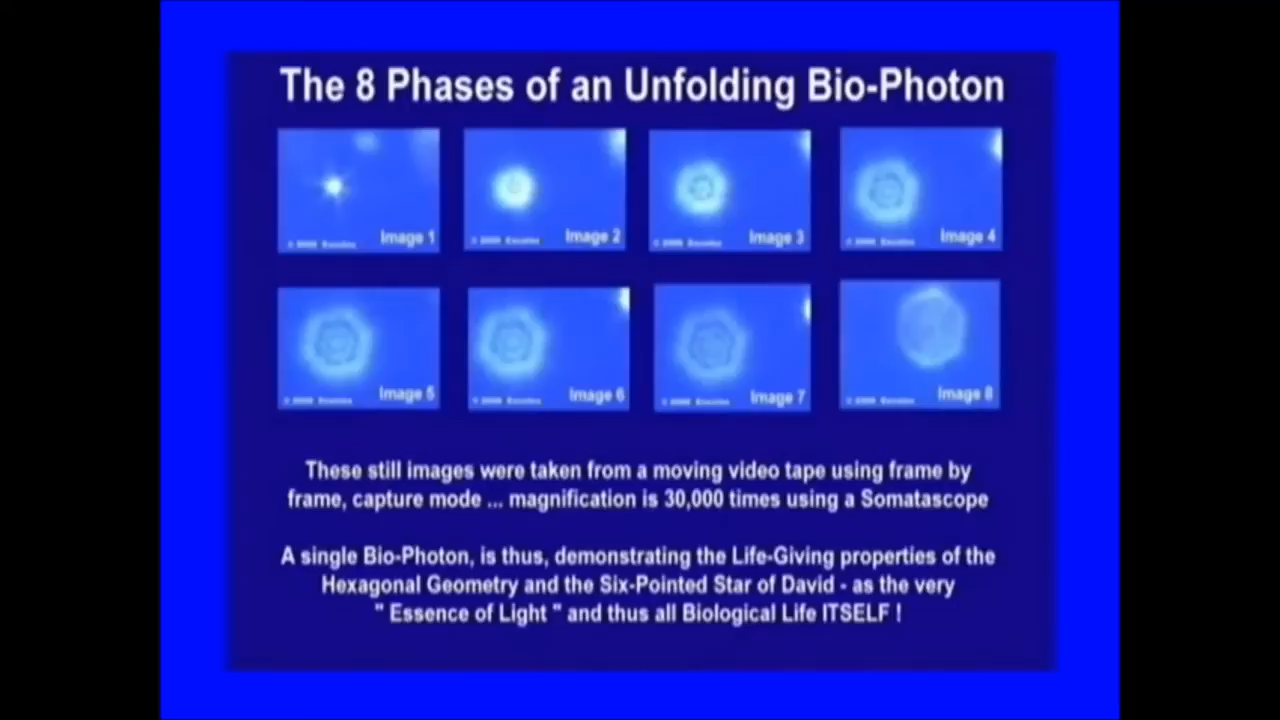 The 8 Phases of an Unfolding Bio-Photon
Image 1
Image 2
Image 3
Image 4
Image 5
Image 6
Image 7
Image 8
These still images were taken from a moving video tape using frame by
frame, capture mode ... magnification is 30,000 times using a Somatascope
A single Bio-Photon, is thus, demonstrating the Life-Giving properties of the
Hexagonal Geometry and the Six-Pointed Star of David - as the very
" Essence of Light " and thus all Biological Life ITSELF !